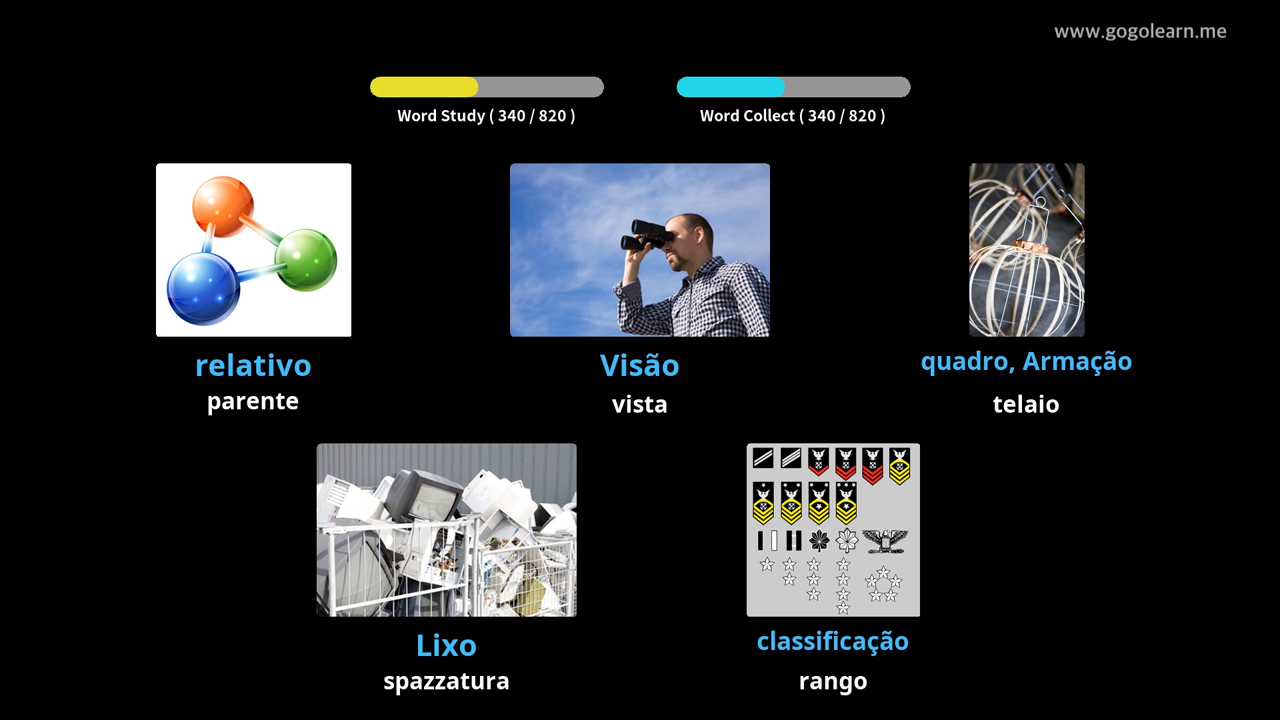 www.gogolearn.me
Word Study ( 340 / 820 )
Word Collect ( 340 / 820 )
relativo
parente
Visão
vista
quadro, Armação
telaio
Lixo
spazzatura
classificação
rango